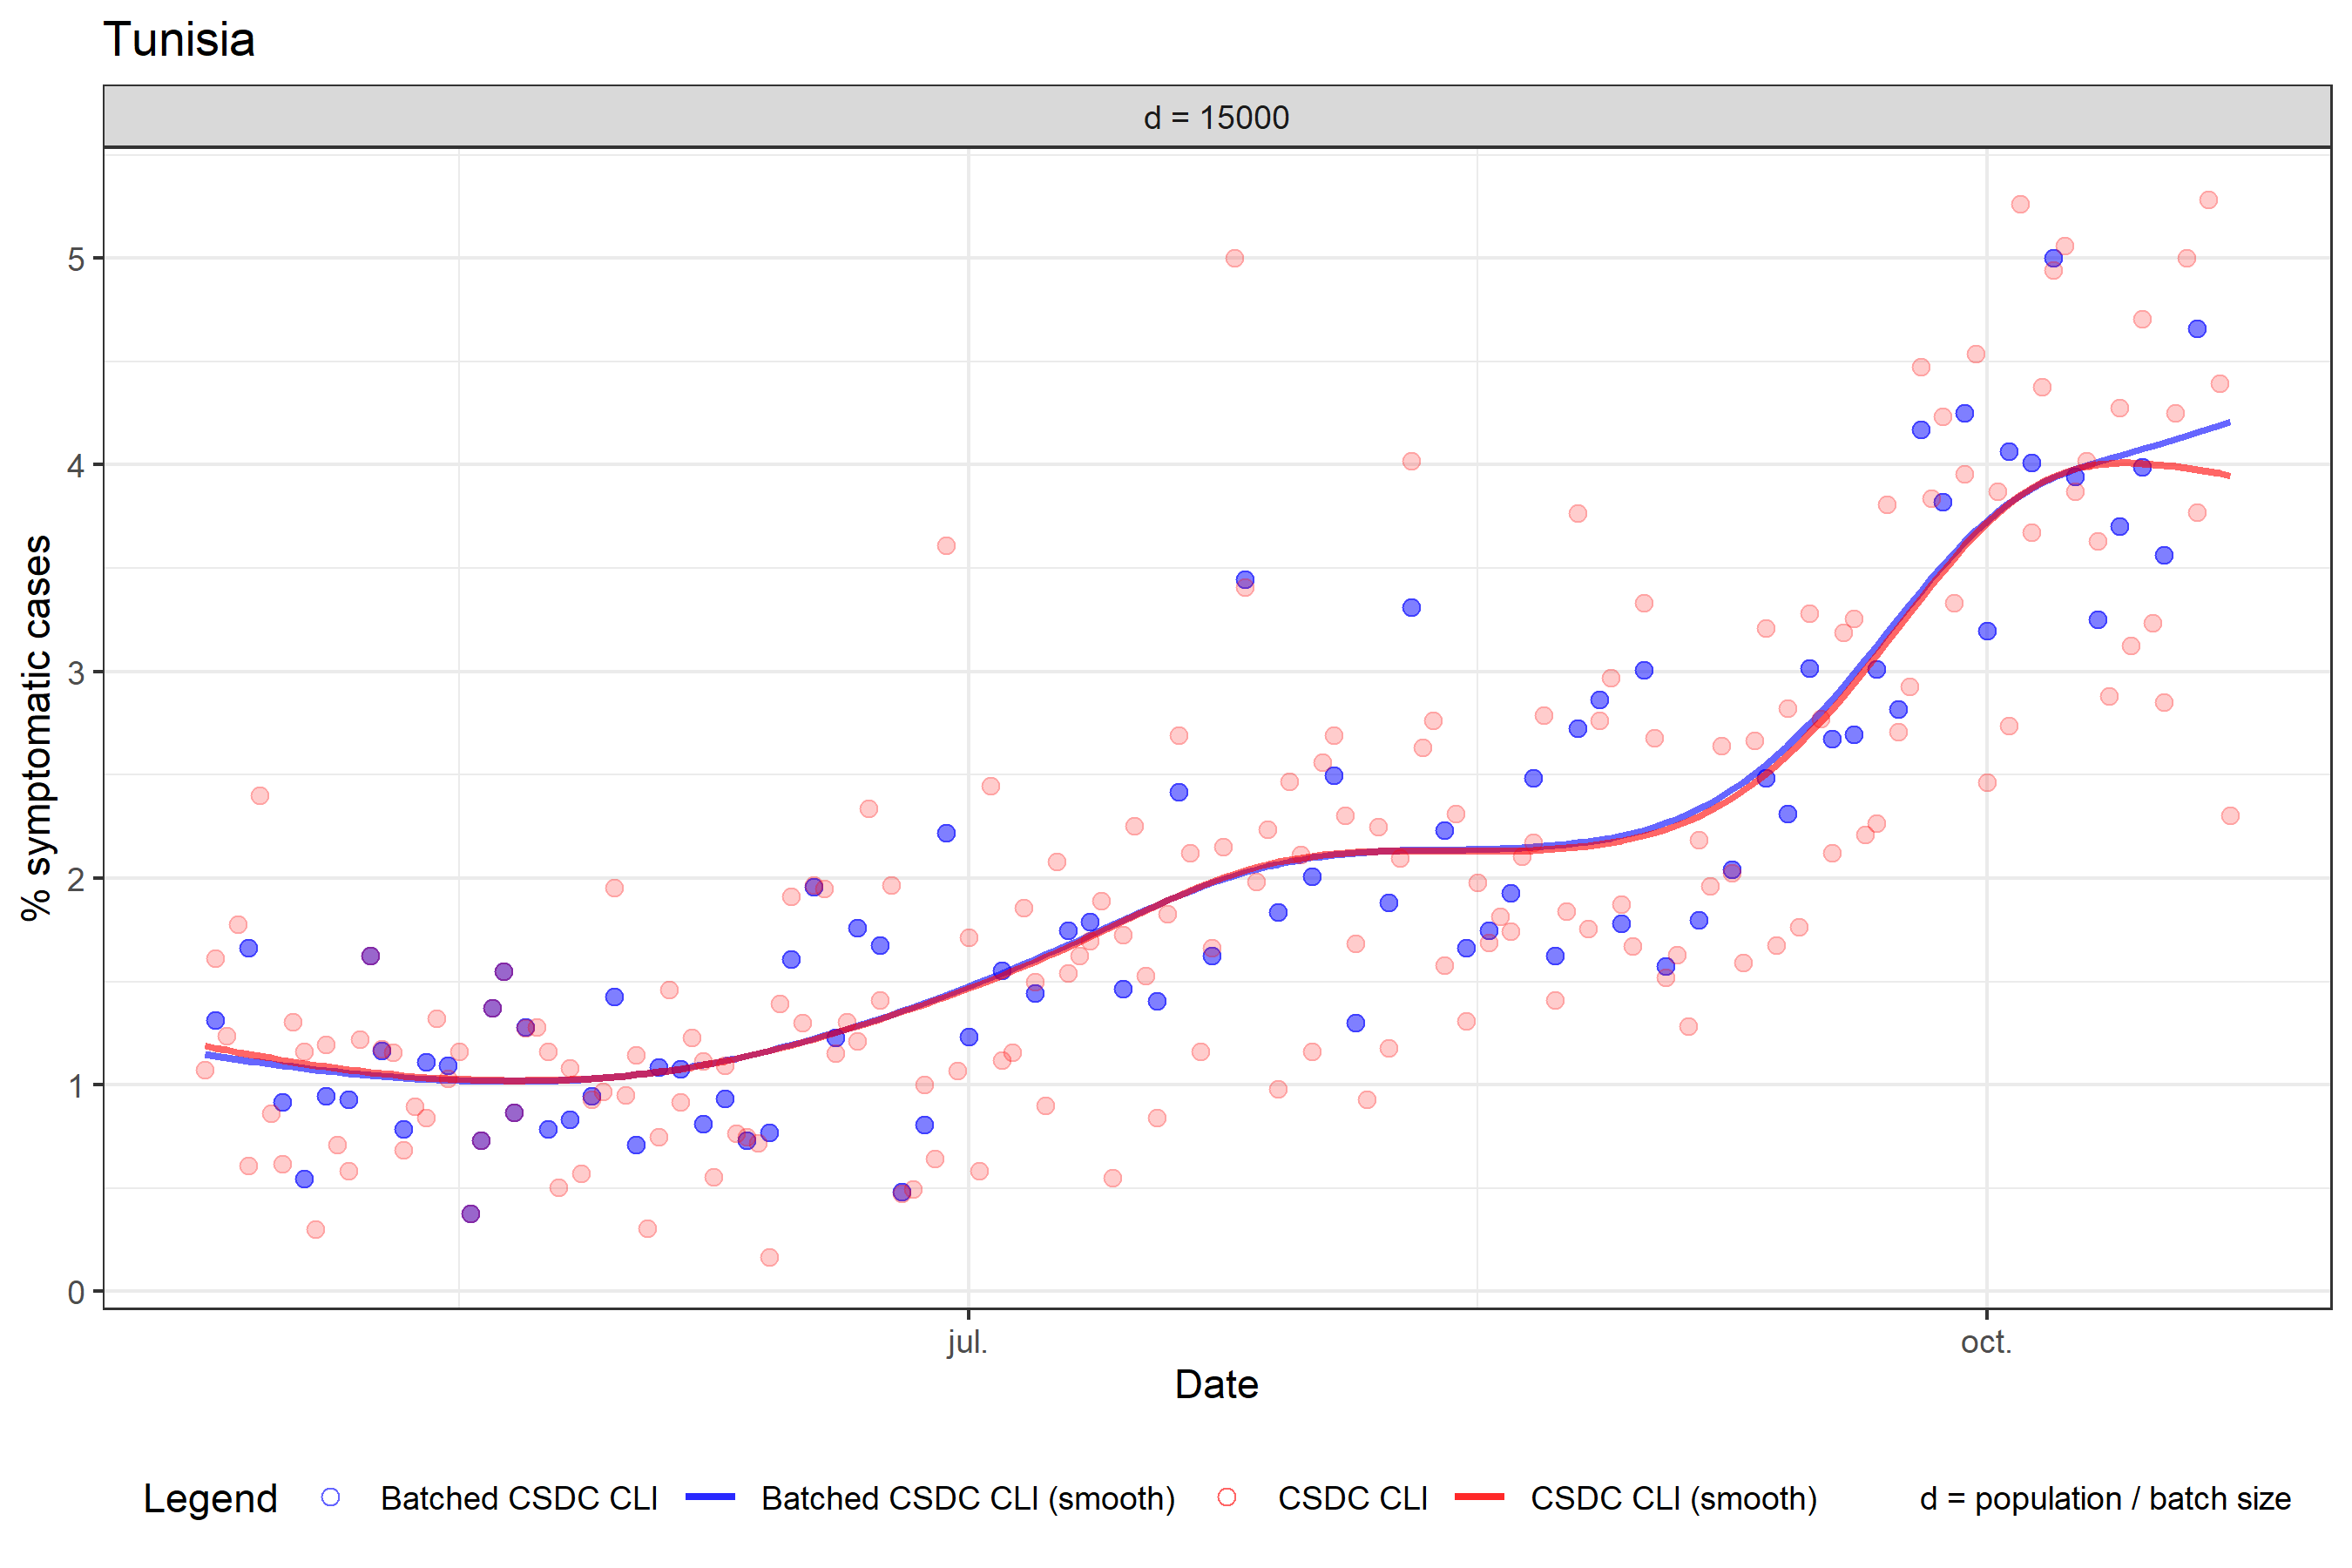 Tunisia
d = 15000
% symptomatic cases
5
4
3
2
1
0
jul.
oct.
Date
Legend
Batched CSDC CLI
Batched CSDC CLI (smooth)
CSDC CLI
CSDC CLI (smooth)
d = population / batch size